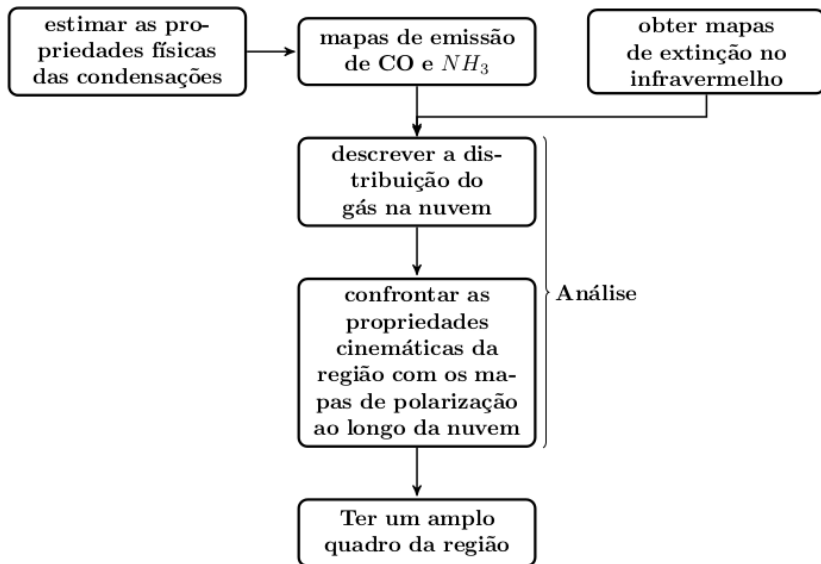 estimar as pro-
priedades físicas
das condensações
mapas de emissão
de CO e NH₃
obter mapas
de extinção no
infravermelho
descrever a dis-
tribuição do
gás na nuvem
confrontar as
propriedades
cinemáticas da
região com os ma-
pas de polarização
ao longo da nuvem
Análise
Ter um amplo
quadro da região